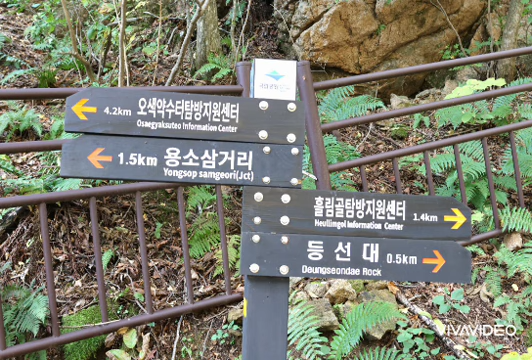 4.2km 오색약수터탐방지원센터
Osaegyaksuteo Information Center
1.5km 용소삼거리
Yongsop samgeori(Jct)
흘림골탐방지원센터 1.4km
Heullimgol Information Center
등선대 0.5km
Deungseondae Rock
VIVAVIDEO